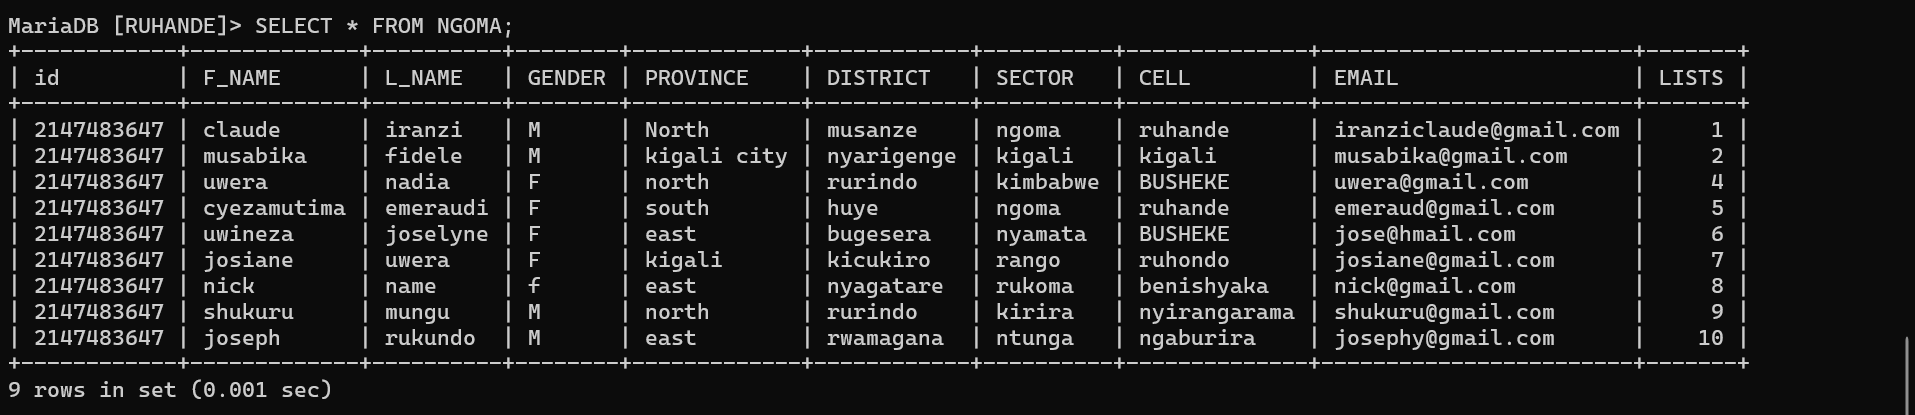 MariaDB [RUHANDE]> SELECT * FROM NGOMA;
+------------+-------------+----------+--------+--------------+------------+----------+--------------+------------------------+-------+
| id         | F_NAME      | L_NAME   | GENDER | PROVINCE     | DISTRICT   | SECTOR   | CELL         | EMAIL                  | LISTS |
+------------+-------------+----------+--------+--------------+------------+----------+--------------+------------------------+-------+
| 2147483647 | claude      | iranzi   | M      | North        | musanze    | ngoma    | ruhande      | iranziclaude@gmail.com |     1 |
| 2147483647 | musabika    | fidele   | M      | kigali city  | nyarigenge | kigali   | kigali       | musabika@gmail.com     |     2 |
| 2147483647 | uwera       | nadia    | F      | north        | rurindo    | kimbabwe | BUSHEKE      | uwera@gmail.com        |     4 |
| 2147483647 | cyezamutima | emeraudi | F      | south        | huye       | ngoma    | ruhande      | emeraud@gmail.com      |     5 |
| 2147483647 | uwineza     | joselyne | F      | east         | bugesera   | nyamata  | BUSHEKE      | jose@hmail.com         |     6 |
| 2147483647 | josiane     | uwera    | F      | kigali       | kicukiro   | rango    | ruhondo      | josiane@gmail.com      |     7 |
| 2147483647 | nick        | name     | f      | east         | nyagatare  | rukoma   | benishyaka   | nick@gmail.com         |     8 |
| 2147483647 | shukuru     | mungu    | M      | north        | rurindo    | kirira   | nyirangarama | shukuru@gmail.com      |     9 |
| 2147483647 | joseph      | rukundo  | M      | east         | rwamagana  | ntunga   | ngaburira    | josephy@gmail.com      |    10 |
+------------+-------------+----------+--------+--------------+------------+----------+--------------+------------------------+-------+
9 rows in set (0.001 sec)